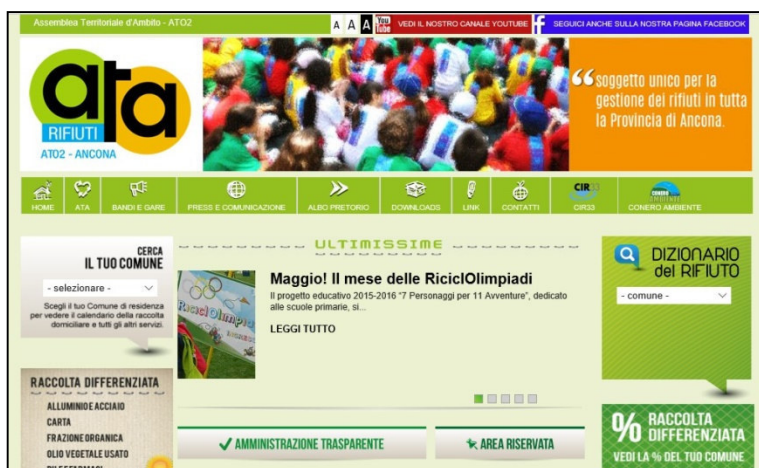 Assemblea Territoriale d'Ambito - ATO2
A A A
You Tube
VEDI IL NOSTRO CANALE YOUTUBE
f
SEGUICI ANCHE SULLA NOSTRA PAGINA FACEBOOK
ata
RIFIUTI
ATO2 - ANCONA
“soggetto unico per la
gestione dei rifiuti in tutta
la Provincia di Ancona.
HOME
ATA
BANDI E GARE
PRESS E COMUNICAZIONE
ALBO PRETORIO
DOWNLOADS
LINK
CONTATTI
CIR33
CIR33
CONERO AMBIENTE
CERCA
IL TUO COMUNE
- selezionare -
Scegli il tuo Comune di residenza
per vedere il calendario della raccolta
domiciliare e tutti gli altri servizi.
ULTIMISSIME
RiciclOlimpia
Maggio! Il mese delle RiciclOlimpiadi
Il progetto educativo 2015-2016 "7 Personaggi per 11 Avventure", dedicato
alle scuole primarie, si...
LEGGI TUTTO
DIZIONARIO
del RIFIUTO
- comune -
RACCOLTA DIFFERENZIATA
ALLUMINIO E ACCIAIO
CARTA
FRAZIONE ORGANICA
OLIO VEGETALE USATO
PILE E FARMACI
AMMINISTRAZIONE TRASPARENTE
AREA RISERVATA
% RACCOLTA
DIFFERENZIATA
VEDI LA % DEL TUO COMUNE